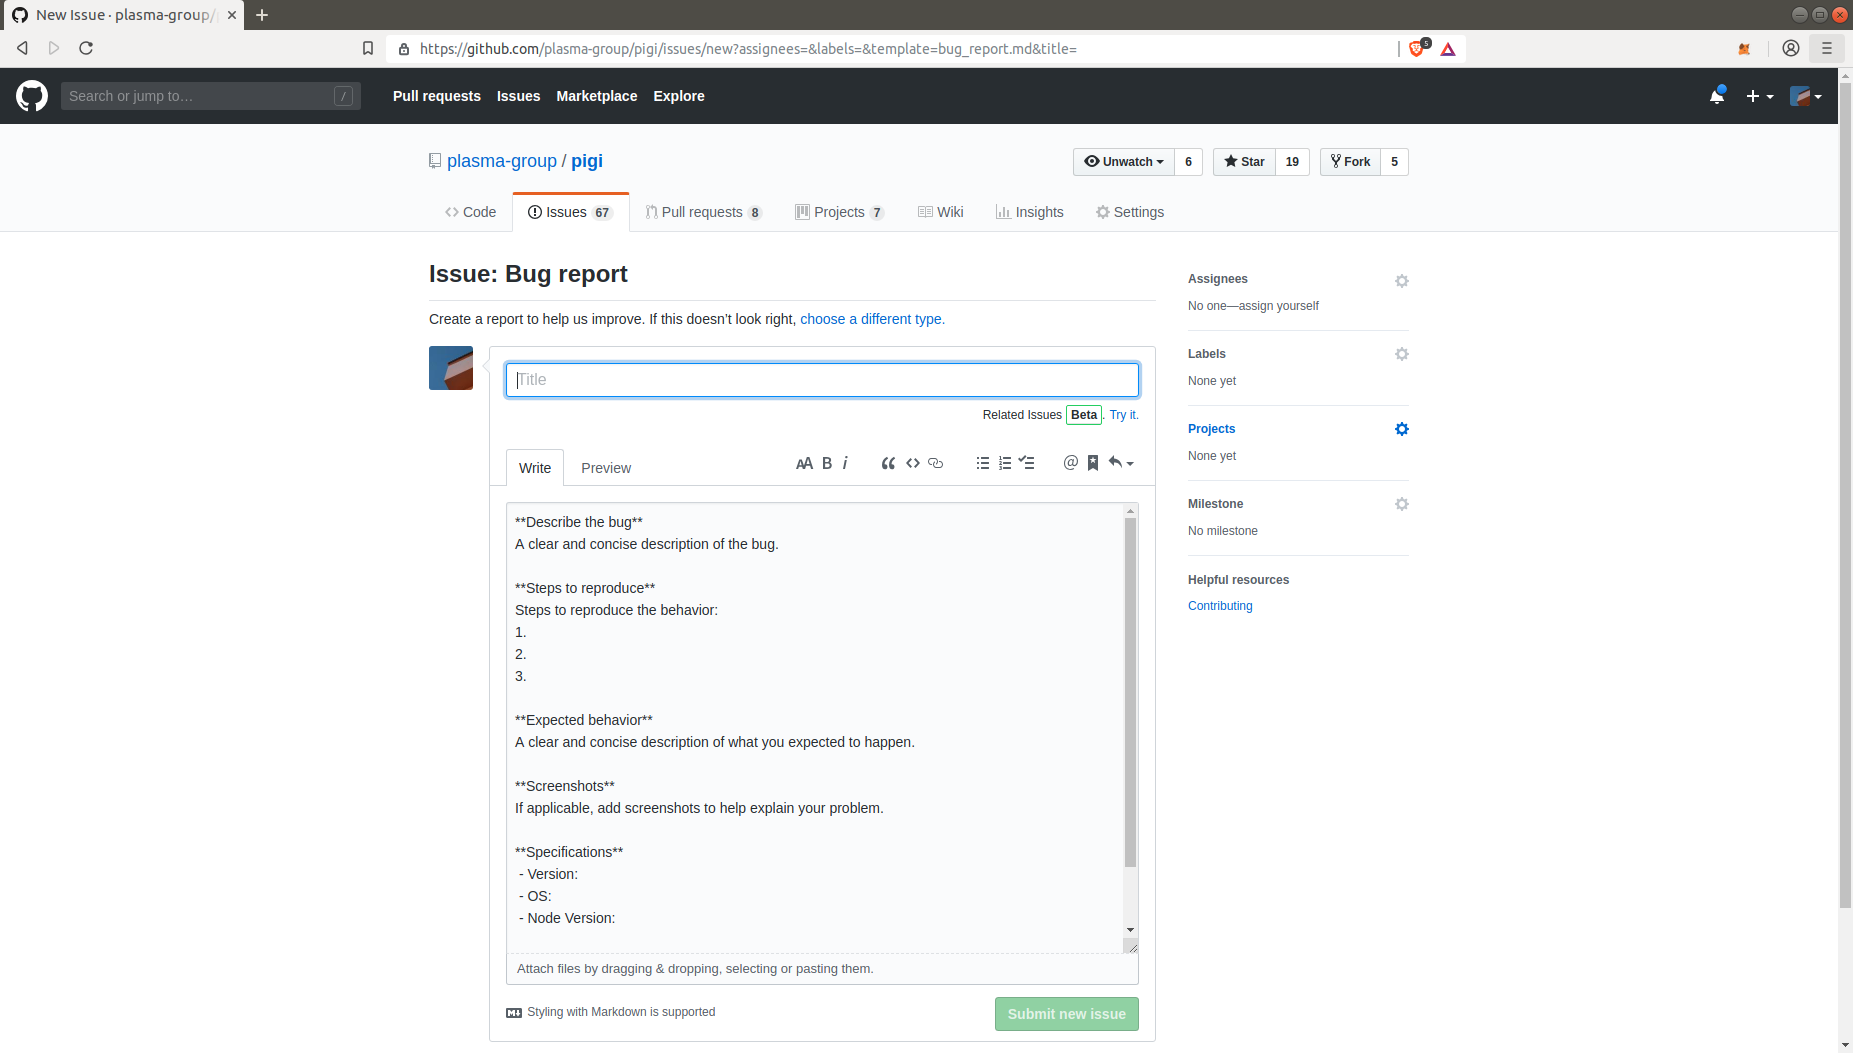 New Issue · plasma-group/
https://github.com/plasma-group/pigi/issues/new?assignees=&labels=&template=bug_report.md&title=
5
Search or jump to…
/
Pull requests Issues Marketplace Explore
plasma-group / pigi
Unwatch 6 Star 19 Fork 5
Code Issues 67 Pull requests 8 Projects 7 Wiki Insights Settings
Issue: Bug report
Create a report to help us improve. If this doesn’t look right, choose a different type.
Title
Related Issues Beta. Try it.
Write Preview
AA B i
@
**Describe the bug**
A clear and concise description of the bug.
**Steps to reproduce**
Steps to reproduce the behavior:
1.
2.
3.
**Expected behavior**
A clear and concise description of what you expected to happen.
**Screenshots**
If applicable, add screenshots to help explain your problem.
**Specifications**
- Version:
- OS:
- Node Version:
Attach files by dragging & dropping, selecting or pasting them.
Styling with Markdown is supported
Submit new issue
Assignees
No one—assign yourself
Labels
None yet
Projects
None yet
Milestone
No milestone
Helpful resources
Contributing